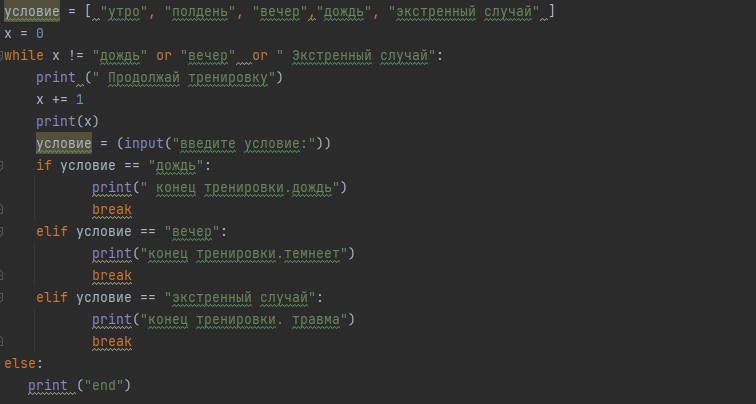 условие = [ "утро", "полдень", "вечер","дождь", "экстренный случай" ]
x = 0
while x != "дождь" or "вечер"  or " Экстренный случай":
    print (" Продолжай тренировку")
    x += 1
    print(x)
    условие = (input("введите условие:"))
    if условие == "дождь":
           print(" конец тренировки.дождь")
           break
    elif условие == "вечер":
           print("конец тренировки.темнеет")
           break
    elif условие == "экстренный случай":
           print("конец тренировки. травма")
           break
else:
   print ("end")